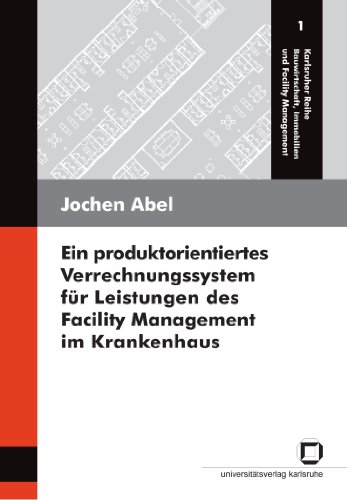 1
Karlsruher Reihe
Bauwirtschaft, Immobilien
und Facility Management
Jochen Abel
Ein produktorientiertes
Verrechnungssystem
für Leistungen des
Facility Management
im Krankenhaus
universitätsverlag karlsruhe